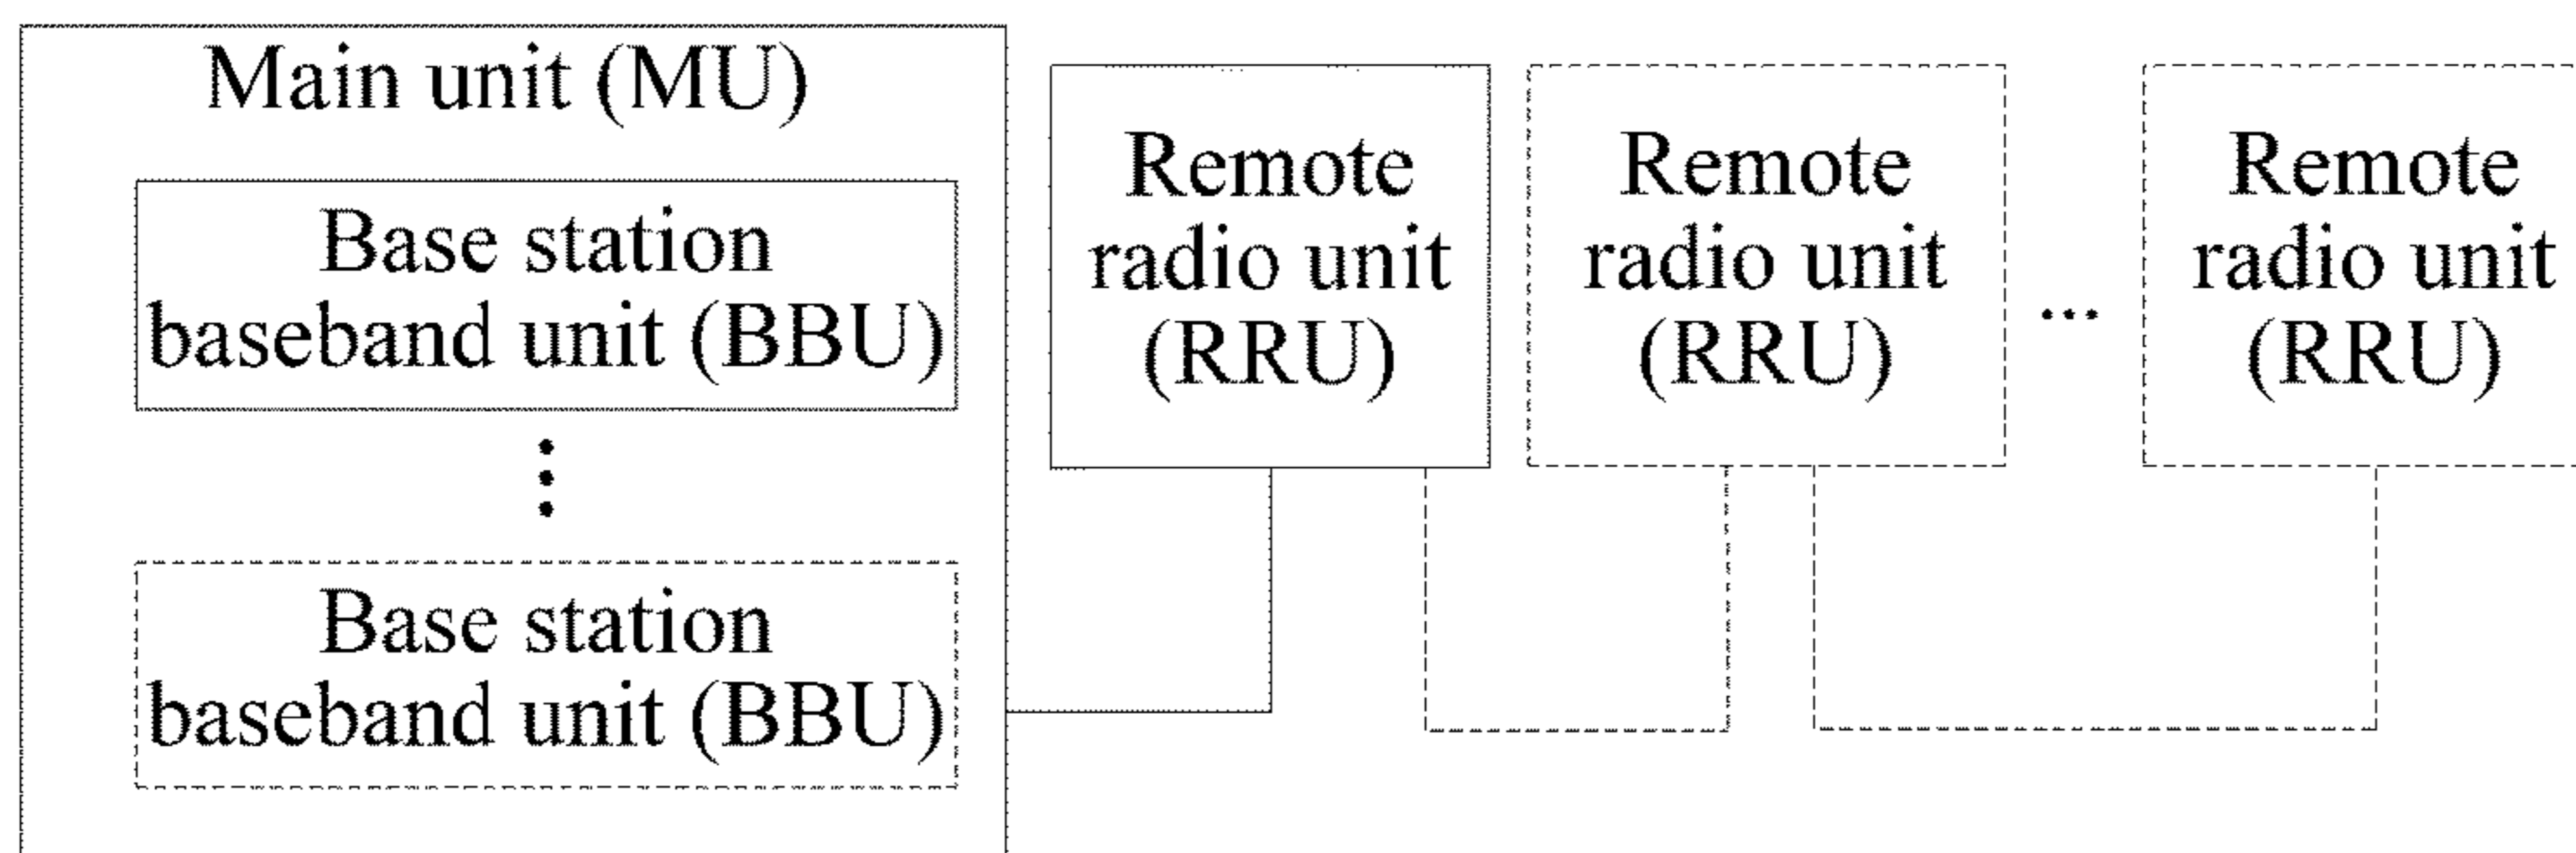 Main unit (MU)
Base station
baseband unit (BBU)
⋮
Base station
baseband unit (BBU)
Remote
radio unit
(RRU)
Remote
radio unit
(RRU)
...
Remote
radio unit
(RRU)